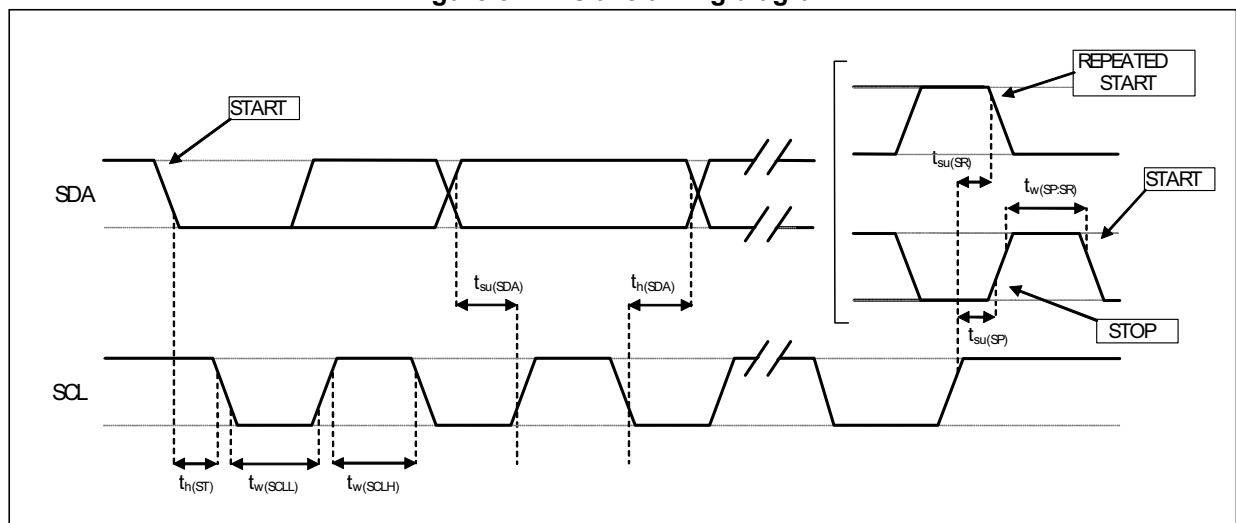 START
REPEATED
START
SDA
tsu(SR)
tw(SP:SR)
START
tsu(SDA)
th(SDA)
tsu(SP)
STOP
SCL
th(ST)
tw(SCLL)
tw(SCLH)